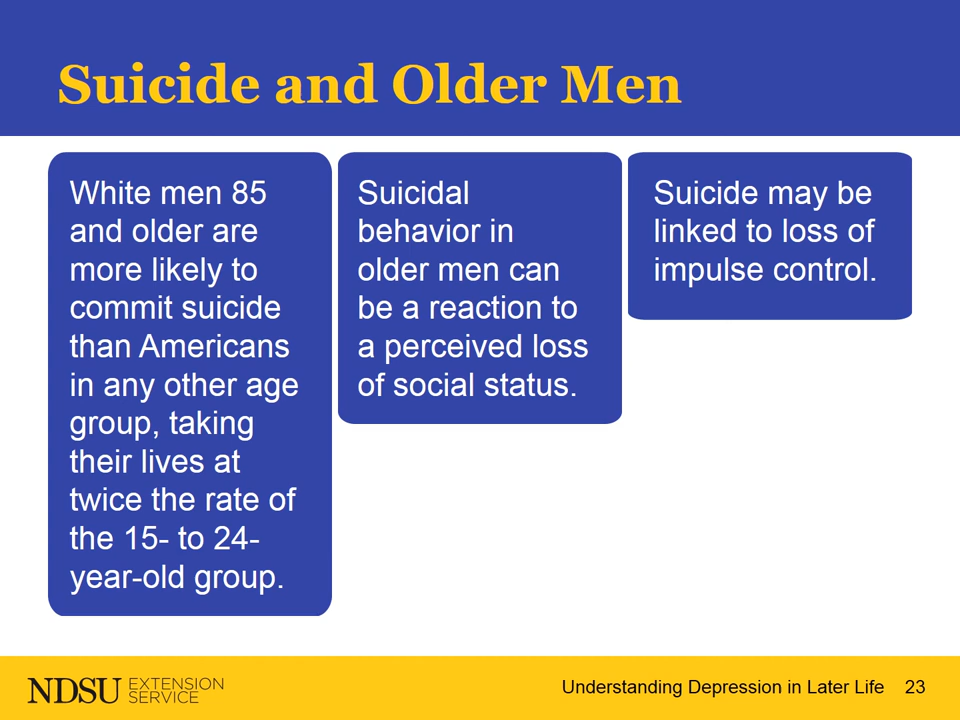 Suicide and Older Men
White men 85
and older are
more likely to
commit suicide
than Americans
in any other age
group, taking
their lives at
twice the rate of
the 15- to 24-
year-old group.
Suicidal
behavior in
older men can
be a reaction to
a perceived loss
of social status.
Suicide may be
linked to loss of
impulse control.
NDSU EXTENSION
SERVICE
Understanding Depression in Later Life 23